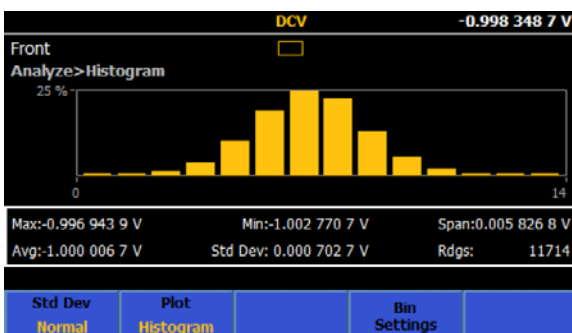 DCV -0.998 348 7 V
Front
Analyze>Histogram
25 %
0 14
Max:-0.996 943 9 V Min:-1.002 770 7 V Span:0.005 826 8 V
Avg:-1.000 006 7 V Std Dev: 0.000 702 7 V Rdgs: 11714
Std Dev Plot Bin
Normal Histogram Settings